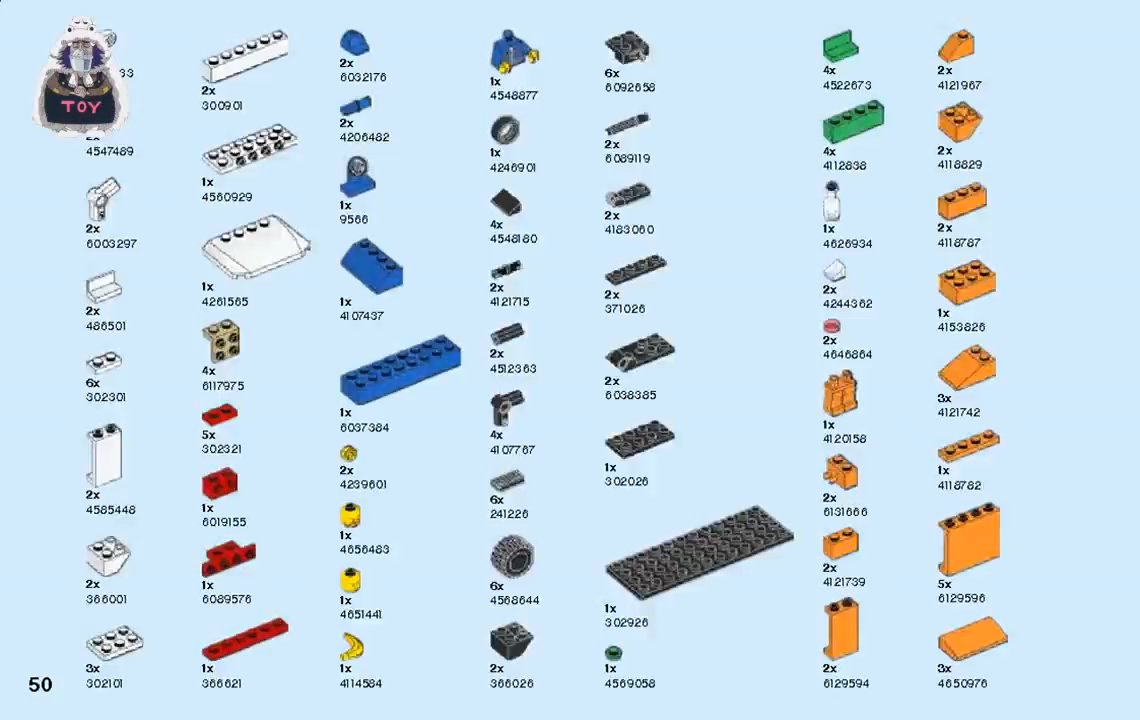 33
TOY
2x
4547489
2x
6003297
2x
486501
6x
302301
2x
4585448
2x
366001
3x
302101
2x
300901
1x
4560929
1x
4261565
4x
6117975
5x
302321
1x
6019155
1x
6089576
1x
366621
2x
6032176
2x
4206482
1x
9566
1x
4107437
1x
6037384
2x
4239601
1x
4656483
1x
4651441
1x
4114584
1x
4548877
1x
4246901
4x
4548180
2x
4121715
2x
4512363
4x
4107767
6x
241226
6x
4568644
2x
366026
6x
6092658
2x
6089119
2x
4183060
2x
371026
2x
6038385
1x
302026
1x
302926
1x
4569058
4x
4522673
4x
4112838
1x
4626934
2x
4244362
2x
4646864
1x
4120158
2x
6131666
2x
4121739
2x
6129594
2x
4121967
2x
4118829
2x
4118787
1x
4153826
3x
4121742
1x
4118782
5x
6129596
3x
4650976
50